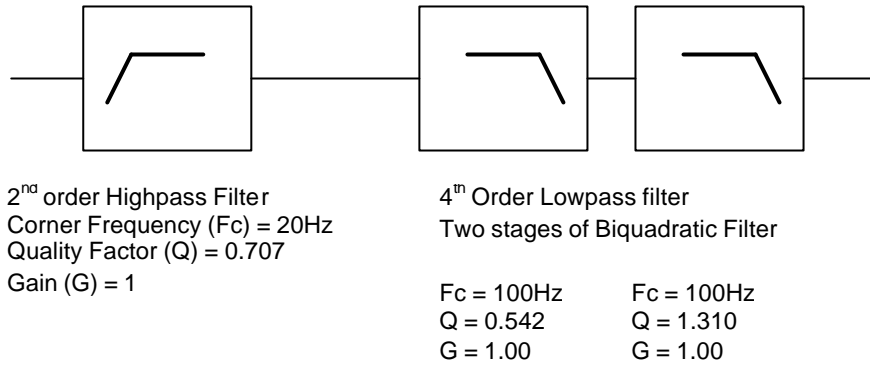 2nd order Highpass Filter
Corner Frequency (Fc) = 20Hz
Quality Factor (Q) = 0.707
Gain (G) = 1
4th Order Lowpass filter
Two stages of Biquadratic Filter
Fc = 100Hz
Q = 0.542
G = 1.00
Fc = 100Hz
Q = 1.310
G = 1.00